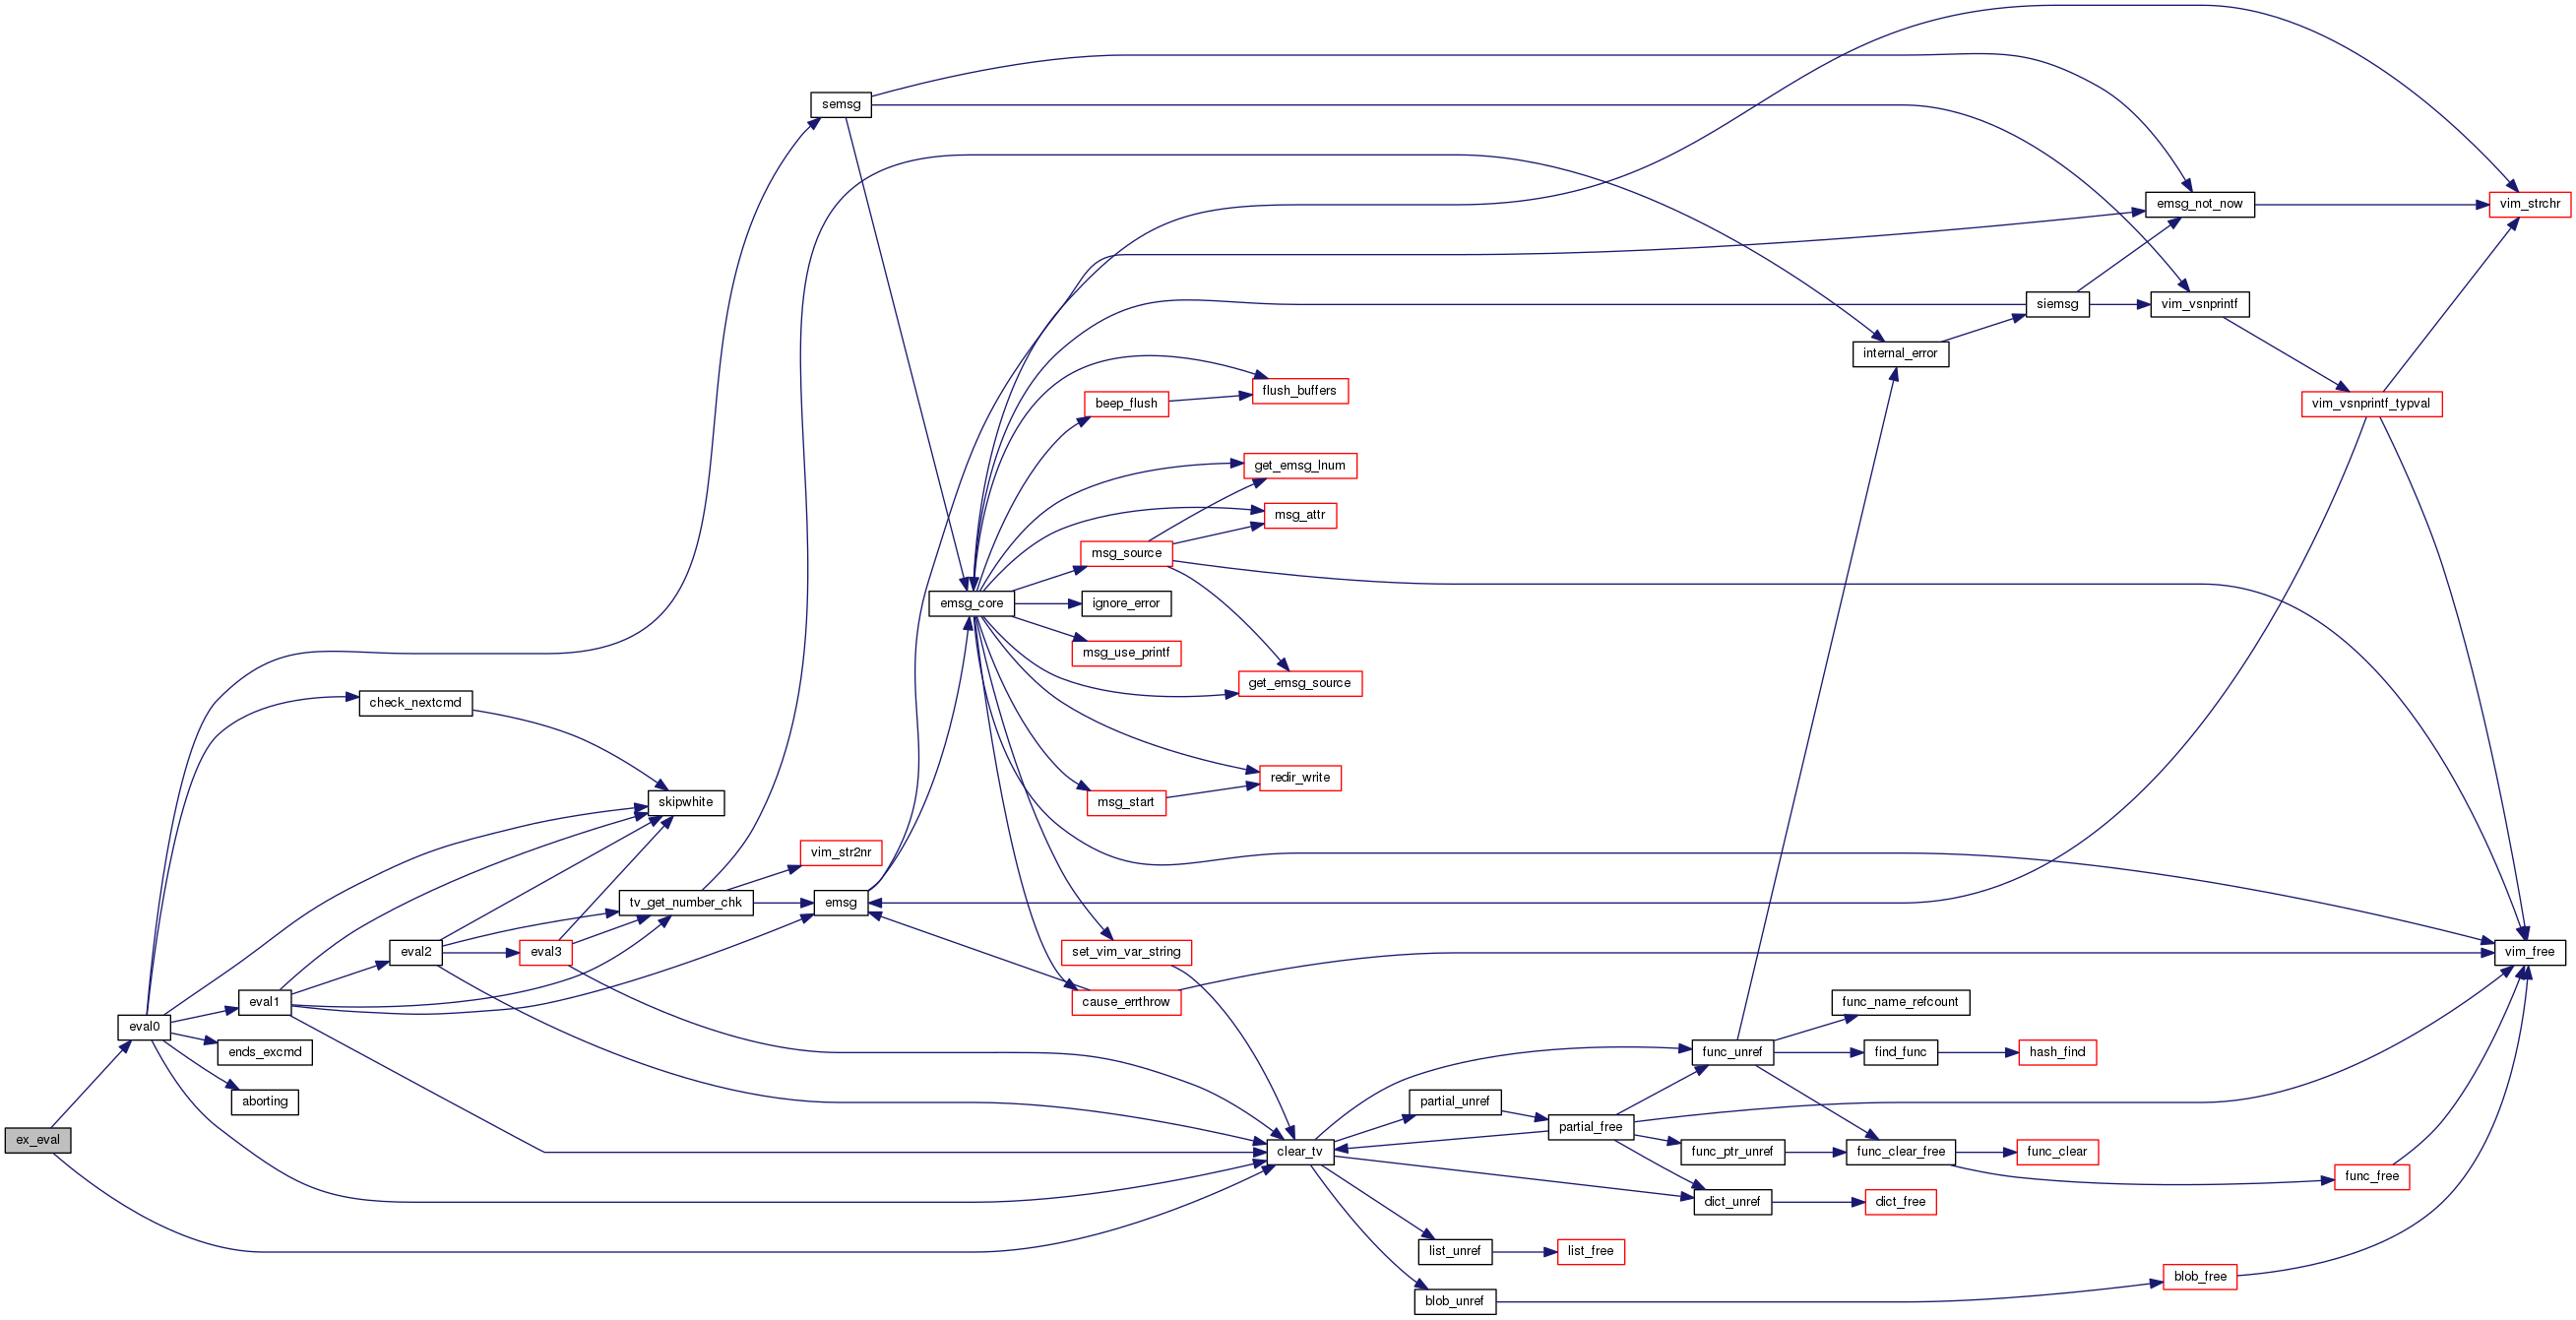 semsg
emsg_not_now
vim_strchr
siemsg
vim_vsnprintf
internal_error
flush_buffers
beep_flush
vim_vsnprintf_typval
get_emsg_lnum
msg_attr
msg_source
emsg_core
ignore_error
msg_use_printf
get_emsg_source
check_nextcmd
redir_write
skipwhite
msg_start
vim_str2nr
tv_get_number_chk
emsg
eval2
eval3
set_vim_var_string
vim_free
eval1
cause_errthrow
func_name_refcount
eval0
ends_excmd
func_unref
find_func
hash_find
aborting
partial_unref
partial_free
ex_eval
clear_tv
func_ptr_unref
func_clear_free
func_clear
func_free
dict_unref
dict_free
list_unref
list_free
blob_free
blob_unref